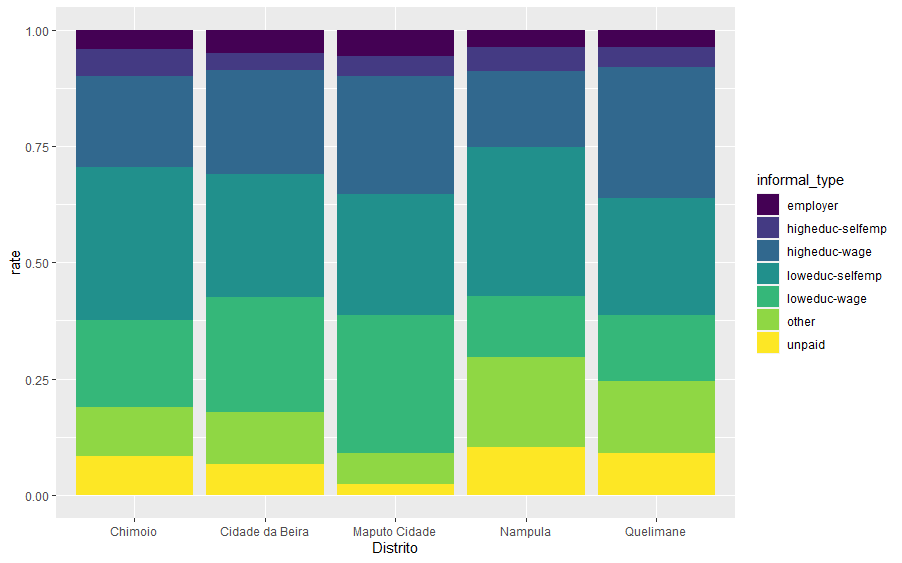 1.00
0.75
0.50
0.25
0.00
rate
Chimoio
Cidade da Beira
Maputo Cidade
Nampula
Quelimane
Distrito
informal_type
employer
higheduc-selfemp
higheduc-wage
loweduc-selfemp
loweduc-wage
other
unpaid